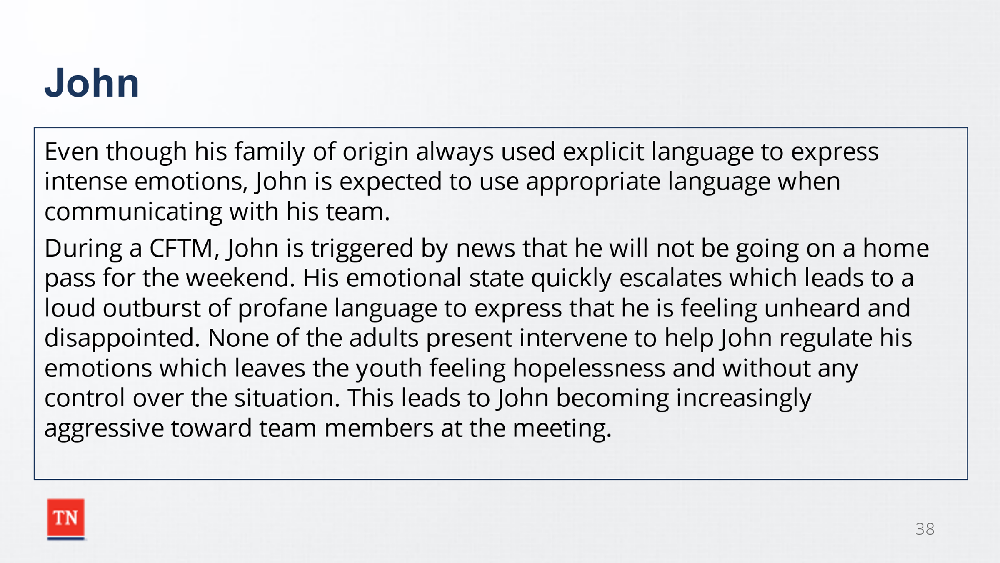 John
Even though his family of origin always used explicit language to express
intense emotions, John is expected to use appropriate language when
communicating with his team.
During a CFTM, John is triggered by news that he will not be going on a home
pass for the weekend. His emotional state quickly escalates which leads to a
loud outburst of profane language to express that he is feeling unheard and
disappointed. None of the adults present intervene to help John regulate his
emotions which leaves the youth feeling hopelessness and without any
control over the situation. This leads to John becoming increasingly
aggressive toward team members at the meeting.
TN
38